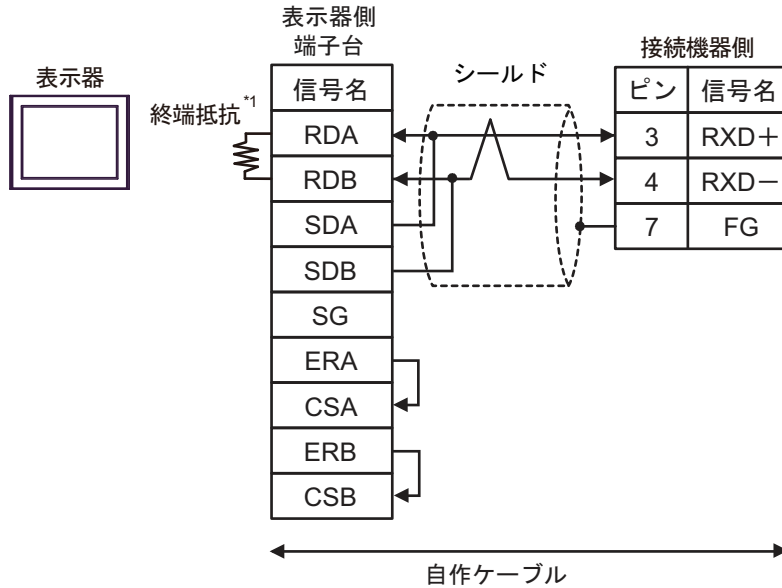 表示器側
端子台
接続機器側
シールド
表示器
終端抵抗*1
信号名
ピン 信号名
RDA
3 RXD＋
RDB
4 RXD－
SDA
7 FG
SDB
SG
ERA
CSA
ERB
CSB
自作ケーブル